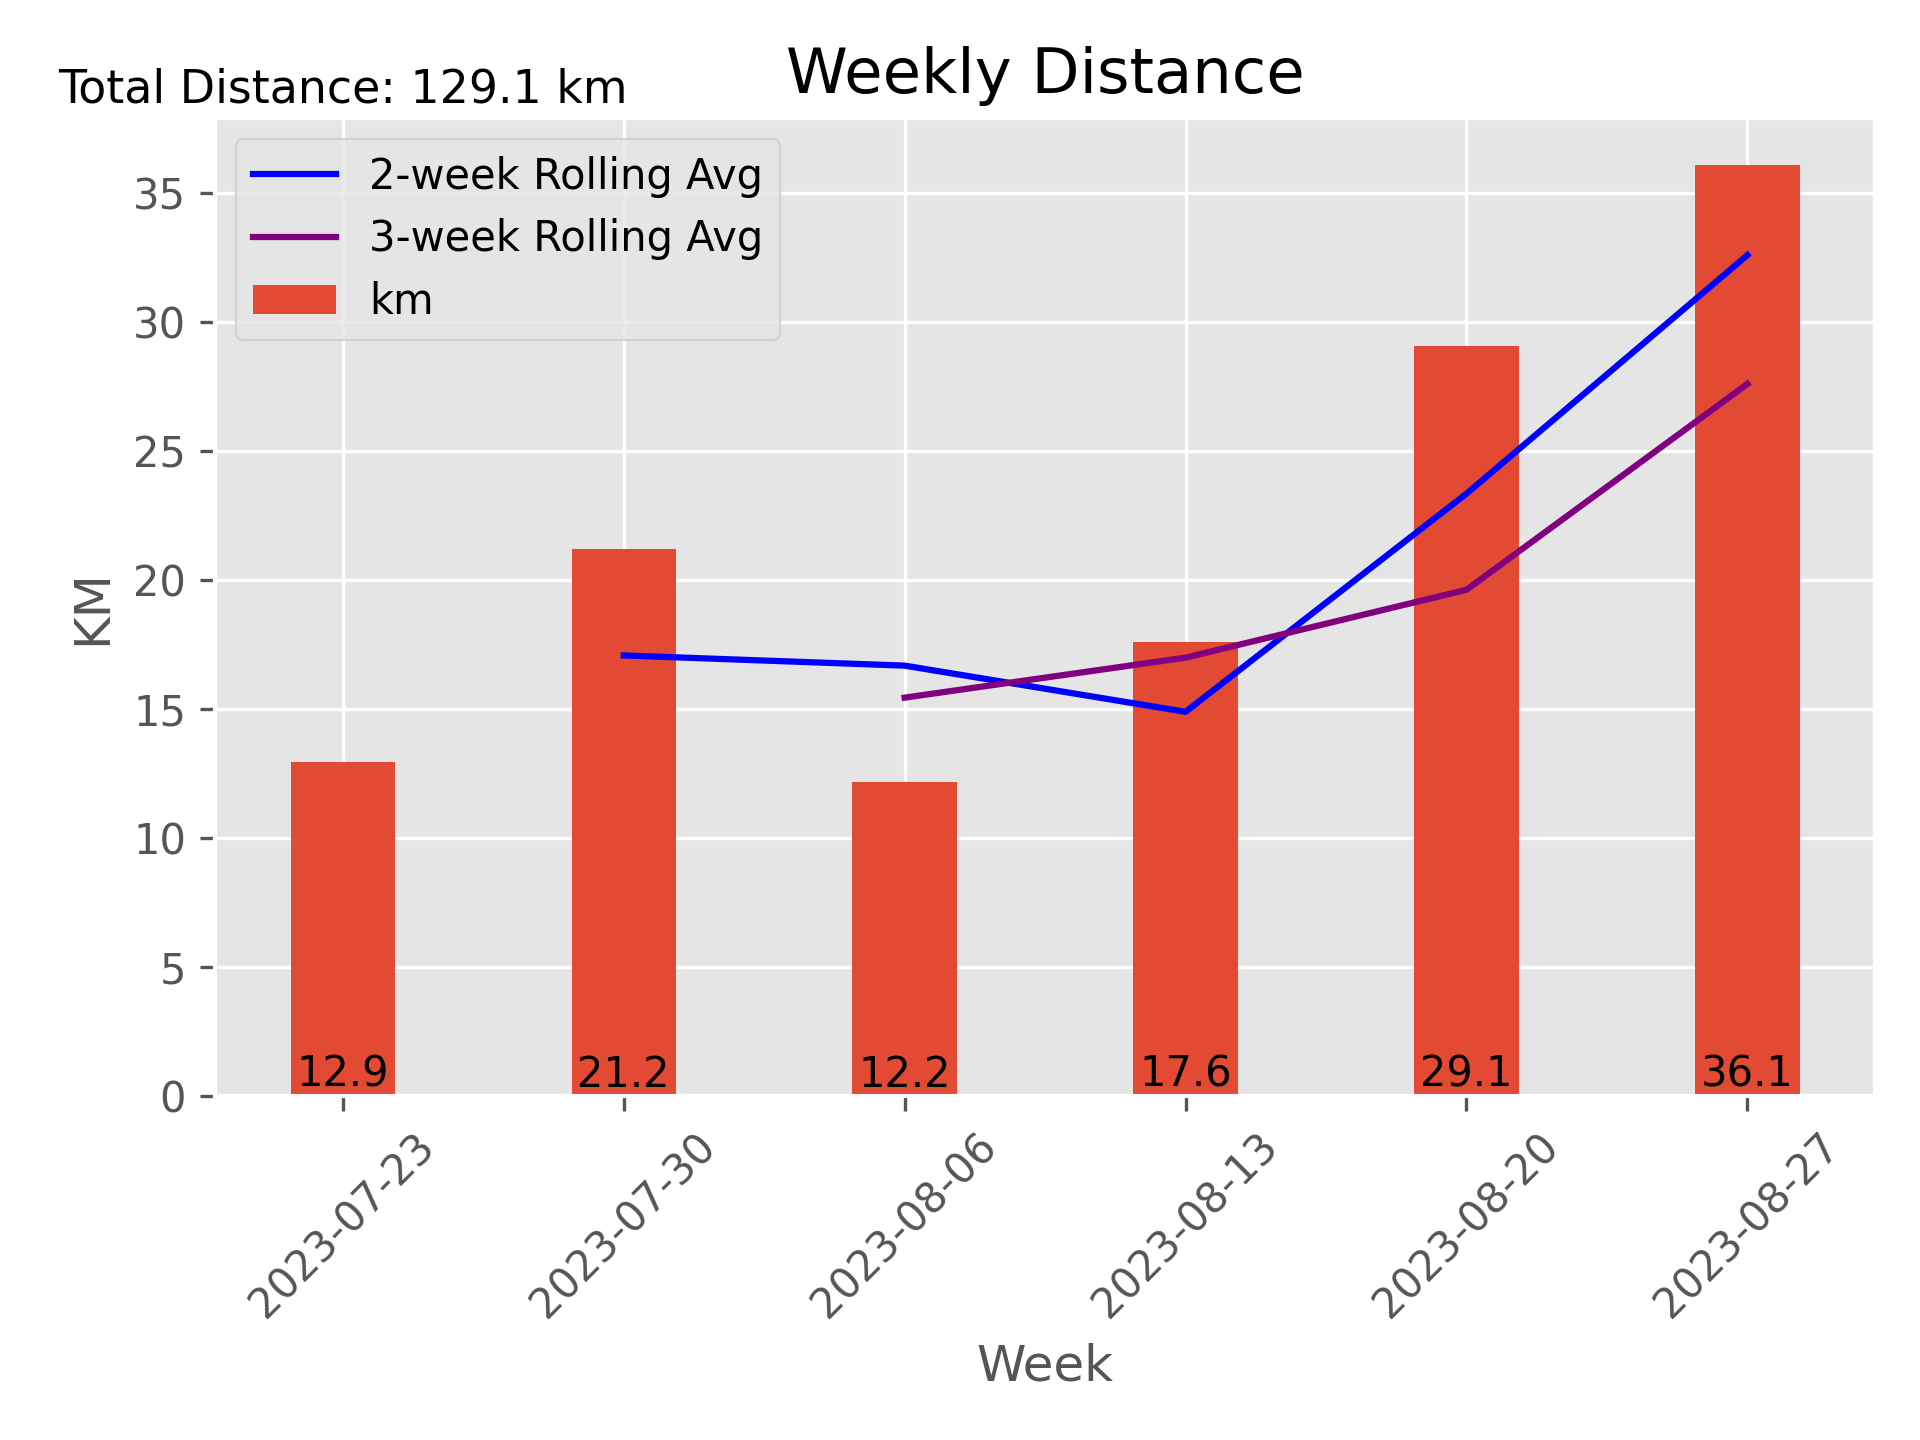 Weekly Distance
Total Distance: 129.1 km
2-week Rolling Avg
3-week Rolling Avg
km
KM
35
30
25
20
15
10
5
0
12.9
21.2
12.2
17.6
29.1
36.1
2023-07-23
2023-07-30
2023-08-06
2023-08-13
2023-08-20
2023-08-27
Week